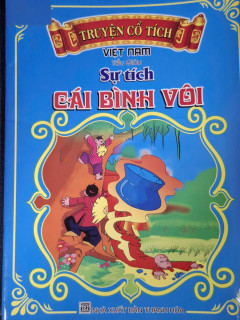 TRUYỆN CỔ TÍCH
VIỆT NAM
Sự tích
CÁI BÌNH VÔI
NHÀ XUẤT BẢN THANH HÓA